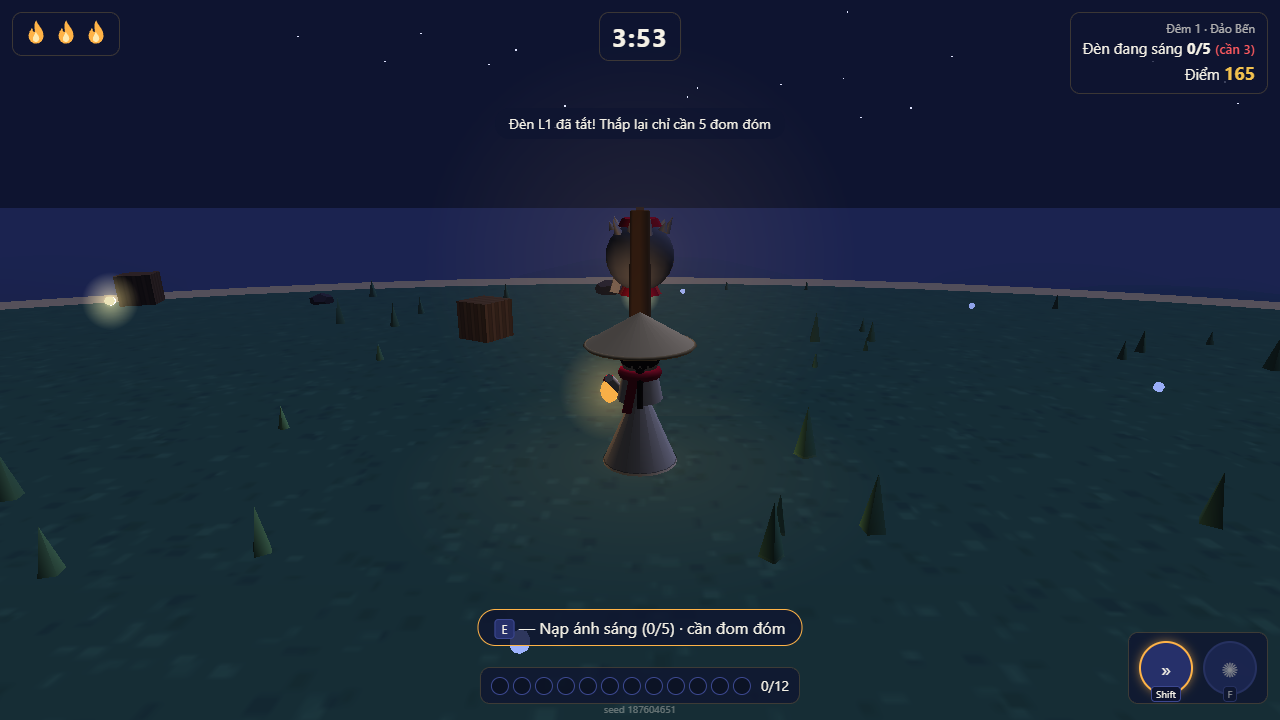 3:53
Đêm 1 · Đảo Bến
Đèn đang sáng 0/5 (cần 3)
Điểm 165
Đèn L1 đã tắt! Thắp lại chỉ cần 5 đom đóm
E — Nạp ánh sáng (0/5) · cần đom đóm
0/12
»
Shift
F
seed 187604651